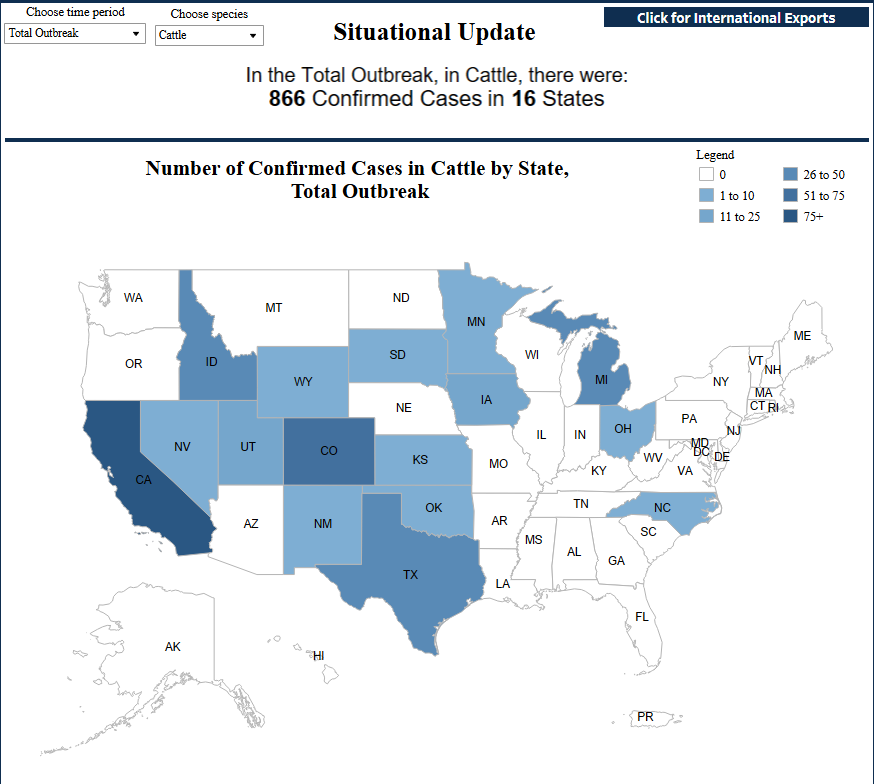 Choose time period
Choose species
Click for International Exports
Total Outbreak
Cattle
Situational Update
In the Total Outbreak, in Cattle, there were:
866 Confirmed Cases in 16 States
Number of Confirmed Cases in Cattle by State,
Total Outbreak
Legend
0
26 to 50
1 to 10
51 to 75
11 to 25
75+
WA
MT
ND
MN
ME
OR
ID
SD
WI
VT
NH
WY
MI
NY
MA
IA
CT
RI
NE
PA
NV
UT
CO
IL
IN
OH
NJ
MD
DC
DE
CA
KS
MO
KY
WV
VA
AZ
NM
OK
AR
TN
NC
SC
MS
AL
GA
TX
LA
FL
AK
HI
PR